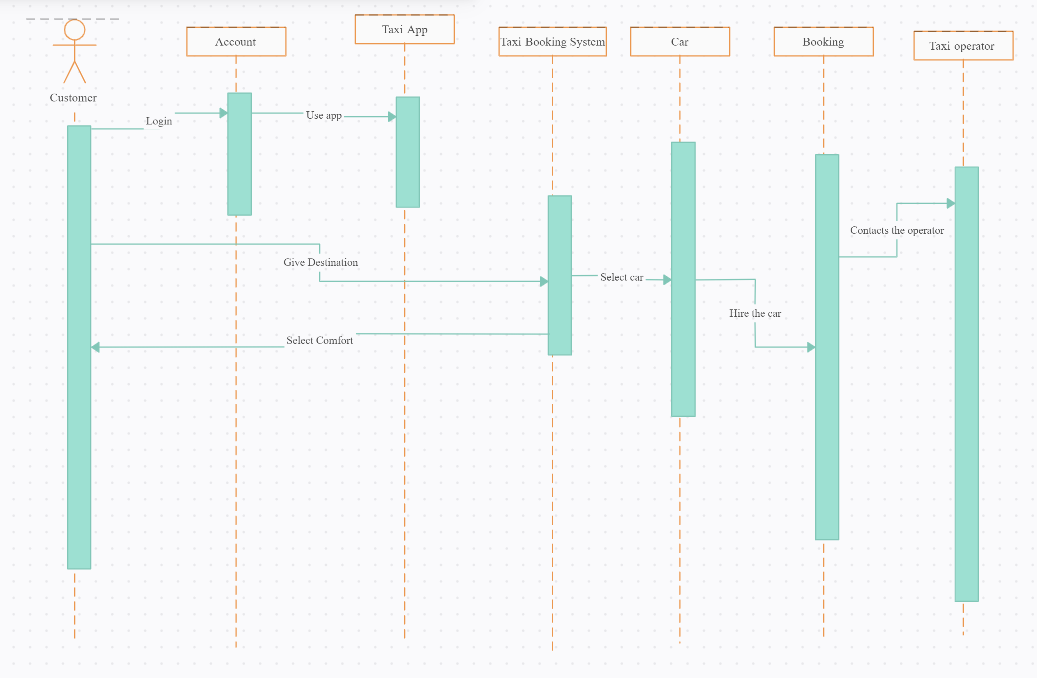 Customer
Account
Taxi App
Taxi Booking System
Car
Booking
Taxi operator
Login
Use app
Contacts the operator
Give Destination
Select car
Hire the car
Select Comfort